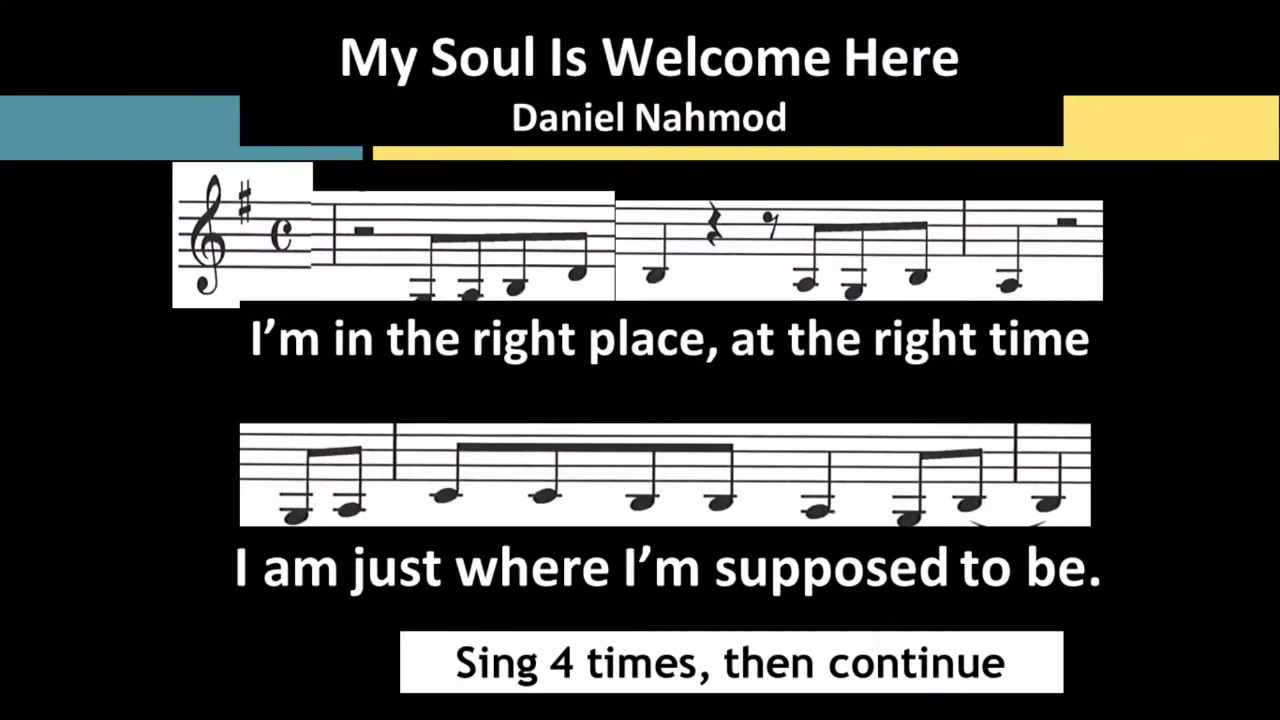 My Soul Is Welcome Here
Daniel Nahmod
I'm in the right place, at the right time
I am just where I'm supposed to be.
Sing 4 times, then continue